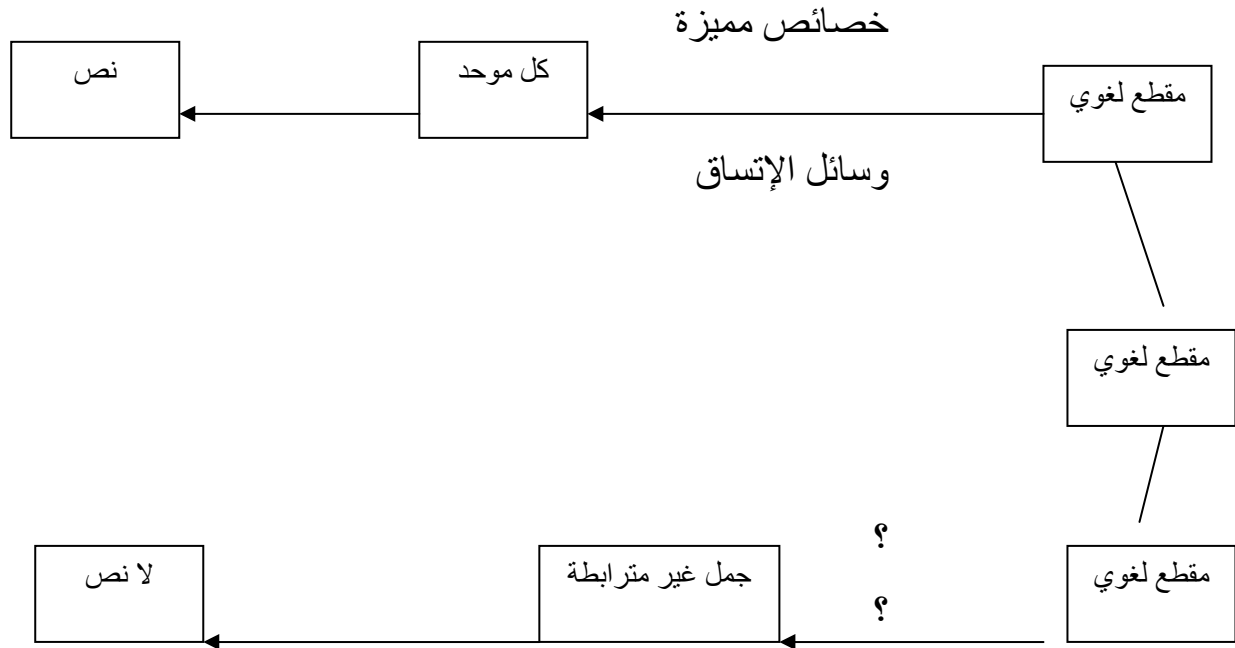 خصائص مميزة
مقطع لغوي
كل موحد
نص
وسائل الإتساق
مقطع لغوي
؟
مقطع لغوي
جمل غير مترابطة
لا نص
؟